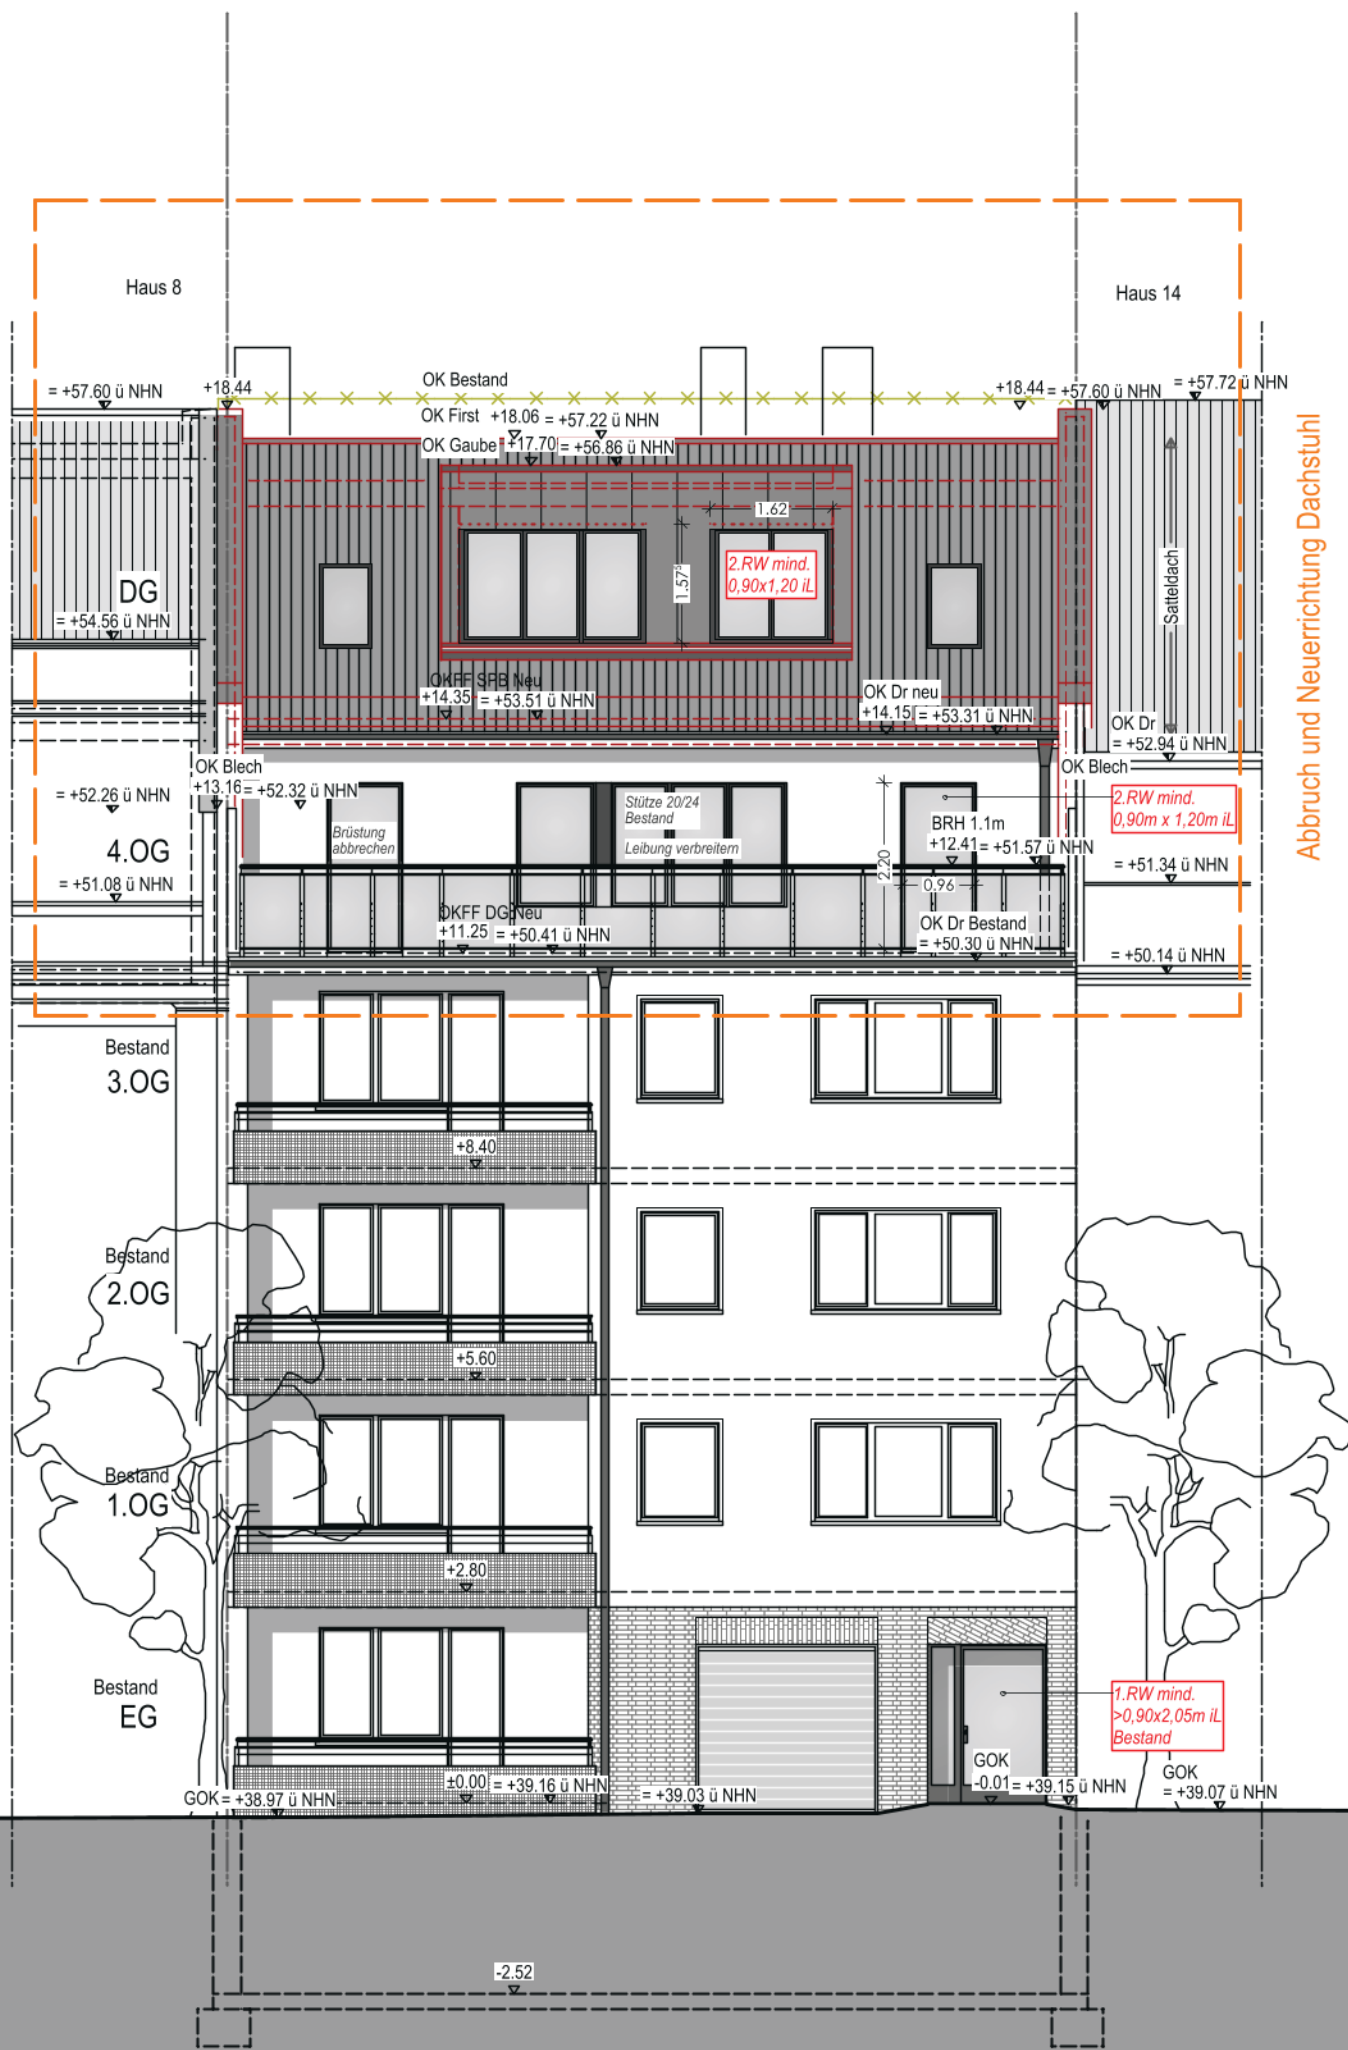 Haus 8
Haus 14
OK Bestand
= +57.60 ü NHN
+18.44
+18.44 = +57.60 ü NHN
= +57.72 ü NHN
OK First +18.06 = +57.22 ü NHN
OK Gaube +17.70 = +56.86 ü NHN
Abbruch und Neuerrichtung Dachstuhl
1.62
1.57⁵
2.RW mind.
0,90x1,20 iL
Satteldach
DG
= +54.56 ü NHN
OKFF SPB Neu
+14.35 = +53.51 ü NHN
OK Dr neu
+14.15 = +53.31 ü NHN
OK Dr
= +52.94 ü NHN
OK Blech
+13.16 = +52.32 ü NHN
OK Blech
= +52.26 ü NHN
Stütze 20/24
Bestand
Leibung verbreitern
Brüstung
abbrechen
2.RW mind.
0,90m x 1,20m iL
BRH 1.1m
+12.41 = +51.57 ü NHN
4.OG
2.20
0.96
= +51.34 ü NHN
= +51.08 ü NHN
OKFF DG Neu
+11.25 = +50.41 ü NHN
OK Dr Bestand
= +50.30 ü NHN
= +50.14 ü NHN
Bestand
3.OG
+8.40
Bestand
2.OG
+5.60
Bestand
1.OG
+2.80
Bestand
EG
1.RW mind.
>0,90x2,05m iL
Bestand
GOK = +38.97 ü NHN
±0.00 = +39.16 ü NHN
= +39.03 ü NHN
GOK
-0.01 = +39.15 ü NHN
GOK
= +39.07 ü NHN
-2.52